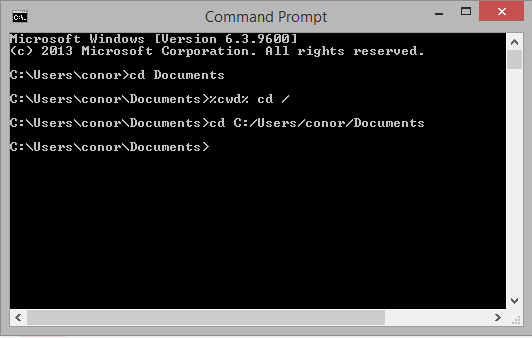 Command Prompt
Microsoft Windows [Version 6.3.9600]
(c) 2013 Microsoft Corporation. All rights reserved.
C:\Users\conor>cd Documents
C:\Users\conor\Documents>%cwd% cd /
C:\Users\conor\Documents>cd C:/Users/conor/Documents
C:\Users\conor\Documents>